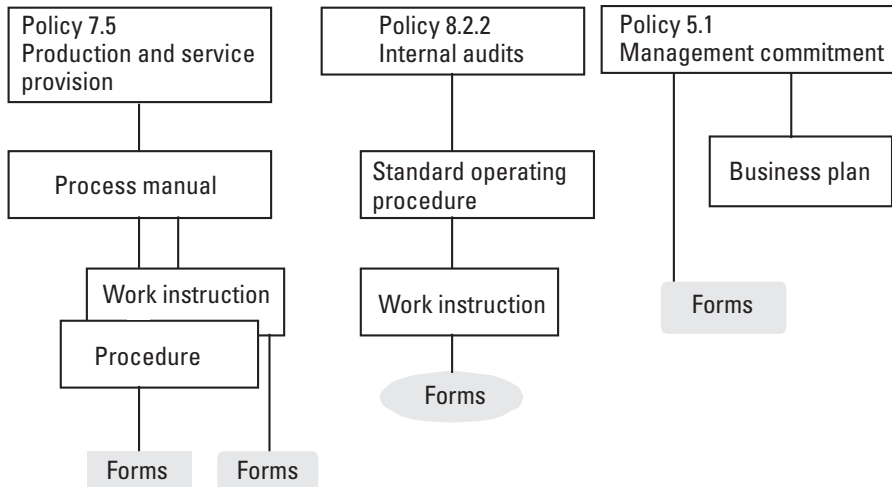 Policy 7.5
Production and service
provision
Process manual
Work instruction
Procedure
Forms
Forms
Policy 8.2.2
Internal audits
Standard operating
procedure
Work instruction
Forms
Policy 5.1
Management commitment
Business plan
Forms